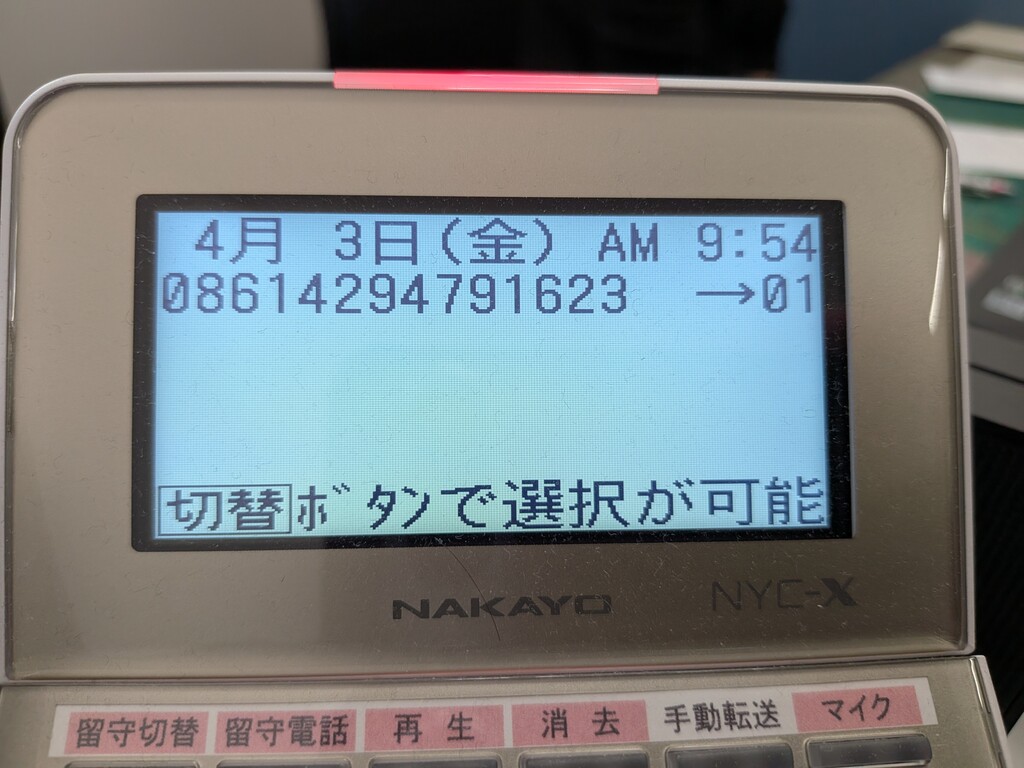 4月 3日(金) AM 9:54
08614294791623 →01
切替ボタンで選択が可能
NAKAYO NYC-X
留守切替 留守電話 再生 消去 手動転送 マイク